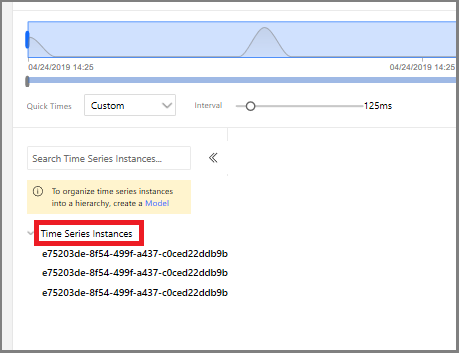 04/24/2019 14:25
04/24/2019 14:25
Quick Times Custom Interval 125ms
Search Time Series Instances...
To organize time series instances
into a hierarchy, create a Model
Time Series Instances
e75203de-8f54-499f-a437-c0ced22ddb9b
e75203de-8f54-499f-a437-c0ced22ddb9b
e75203de-8f54-499f-a437-c0ced22ddb9b